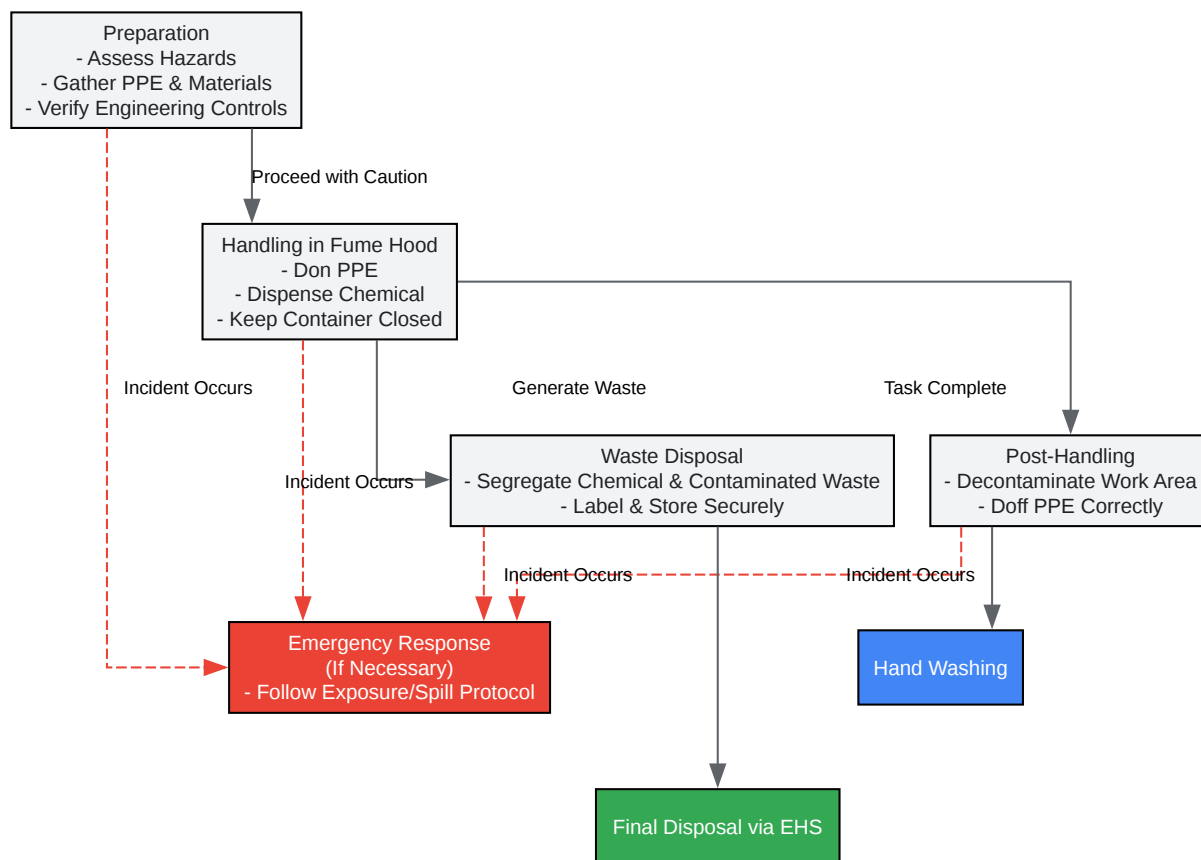 Preparation
- Assess Hazards
- Gather PPE & Materials
- Verify Engineering Controls
Proceed with Caution
Handling in Fume Hood
- Don PPE
- Dispense Chemical
- Keep Container Closed
Incident Occurs
Generate Waste
Task Complete
Incident Occurs
Waste Disposal
- Segregate Chemical & Contaminated Waste
- Label & Store Securely
Post-Handling
- Decontaminate Work Area
- Doff PPE Correctly
Incident Occurs
Incident Occurs
Emergency Response
(If Necessary)
- Follow Exposure/Spill Protocol
Hand Washing
Final Disposal via EHS